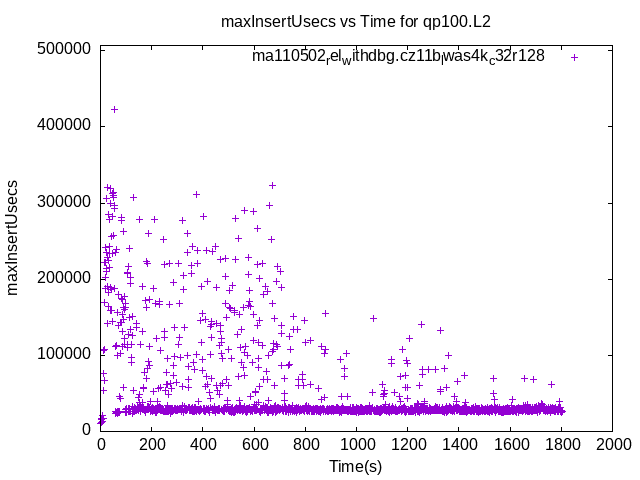 maxInsertUsecs vs Time for qp100.L2
500000
ma110502_rel_withdbg.cz11b_lwas4k_c32r128
400000
300000
maxInsertUsecs
200000
100000
0
0 200 400 600 800 1000 1200 1400 1600 1800 2000
Time(s)